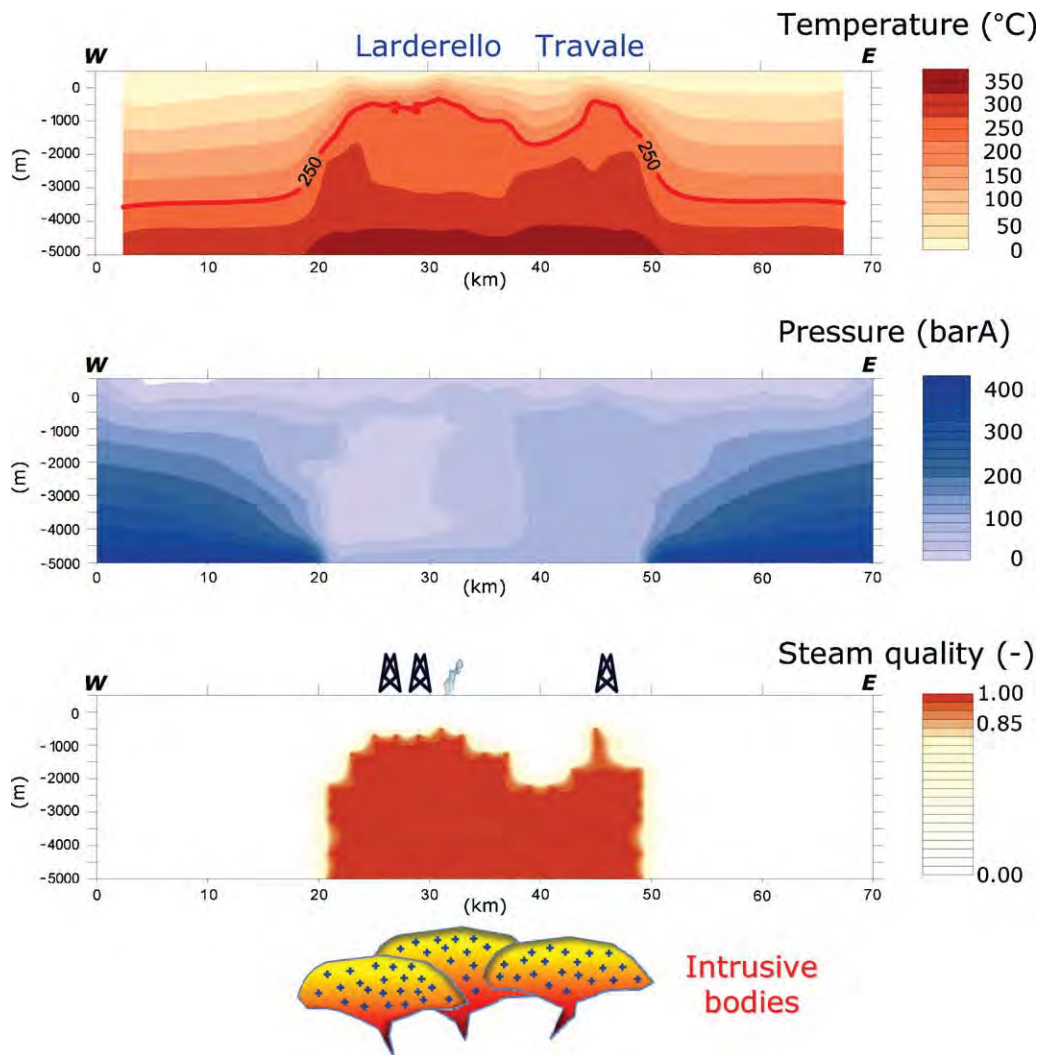 Temperature (°C)
Larderello Travale
W E
0
-1000
-2000
-3000
-4000
-5000
(m)
250
250
0 10 20 30 40 50 60 70
(km)
350
300
250
200
150
100
50
0
Pressure (barA)
W E
0
-1000
-2000
-3000
-4000
-5000
(m)
0 10 20 30 40 50 60 70
(km)
400
300
200
100
0
Steam quality (-)
W E
0
-1000
-2000
-3000
-4000
-5000
(m)
0 10 20 30 40 50 60 70
(km)
1.00
0.85
0.00
Intrusive
bodies